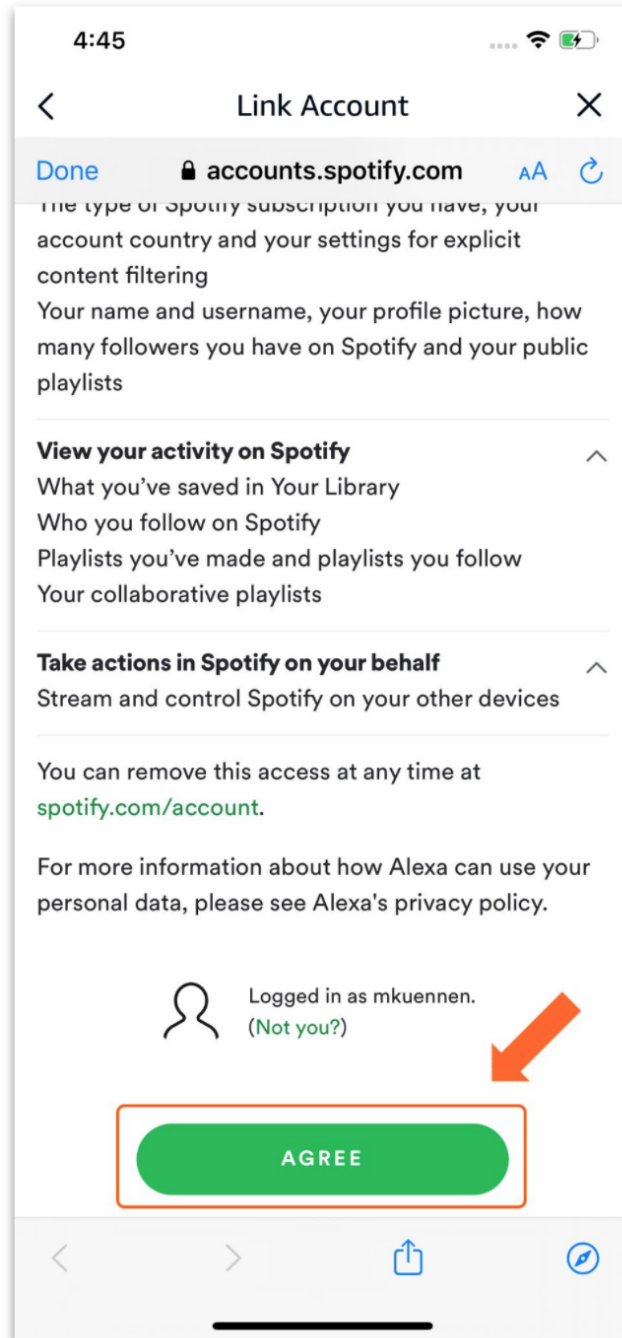 4:45
Link Account
Done accounts.spotify.com AA
The type of Spotify subscription you have, your
account country and your settings for explicit
content filtering
Your name and username, your profile picture, how
many followers you have on Spotify and your public
playlists
View your activity on Spotify
What you’ve saved in Your Library
Who you follow on Spotify
Playlists you’ve made and playlists you follow
Your collaborative playlists
Take actions in Spotify on your behalf
Stream and control Spotify on your other devices
You can remove this access at any time at
spotify.com/account.
For more information about how Alexa can use your
personal data, please see Alexa's privacy policy.
Logged in as mkuennen.
(Not you?)
AGREE